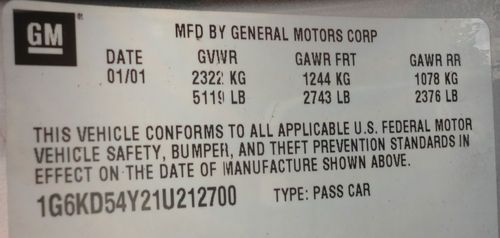 GM
MFD BY GENERAL MOTORS CORP
DATE GVWR GAWR FRT GAWR RR
01/01 2322 KG 1244 KG 1078 KG
5119 LB 2743 LB 2376 LB
THIS VEHICLE CONFORMS TO ALL APPLICABLE U.S. FEDERAL MOTOR
VEHICLE SAFETY, BUMPER, AND THEFT PREVENTION STANDARDS IN
EFFECT ON THE DATE OF MANUFACTURE SHOWN ABOVE.
1G6KD54Y21U212700 TYPE: PASS CAR